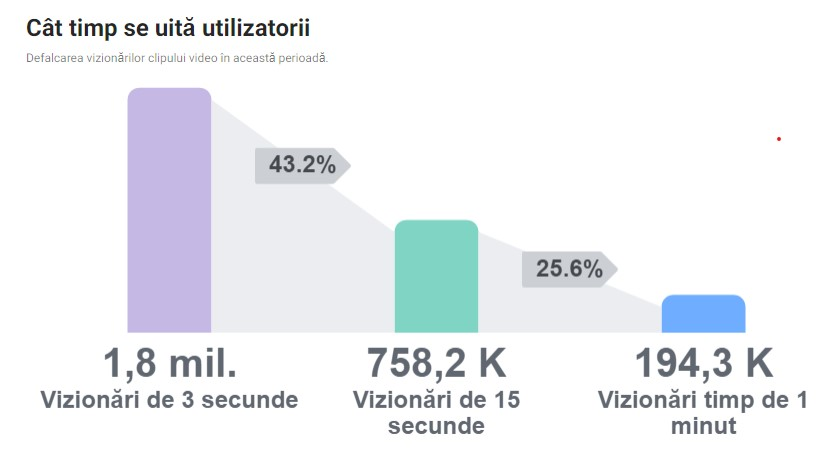 Cât timp se uită utilizatorii
Defalcarea vizionărilor clipului video în această perioadă.
43.2%
25.6%
1,8 mil.
Vizionări de 3 secunde
758,2 K
Vizionări de 15
secunde
194,3 K
Vizionări timp de 1
minut